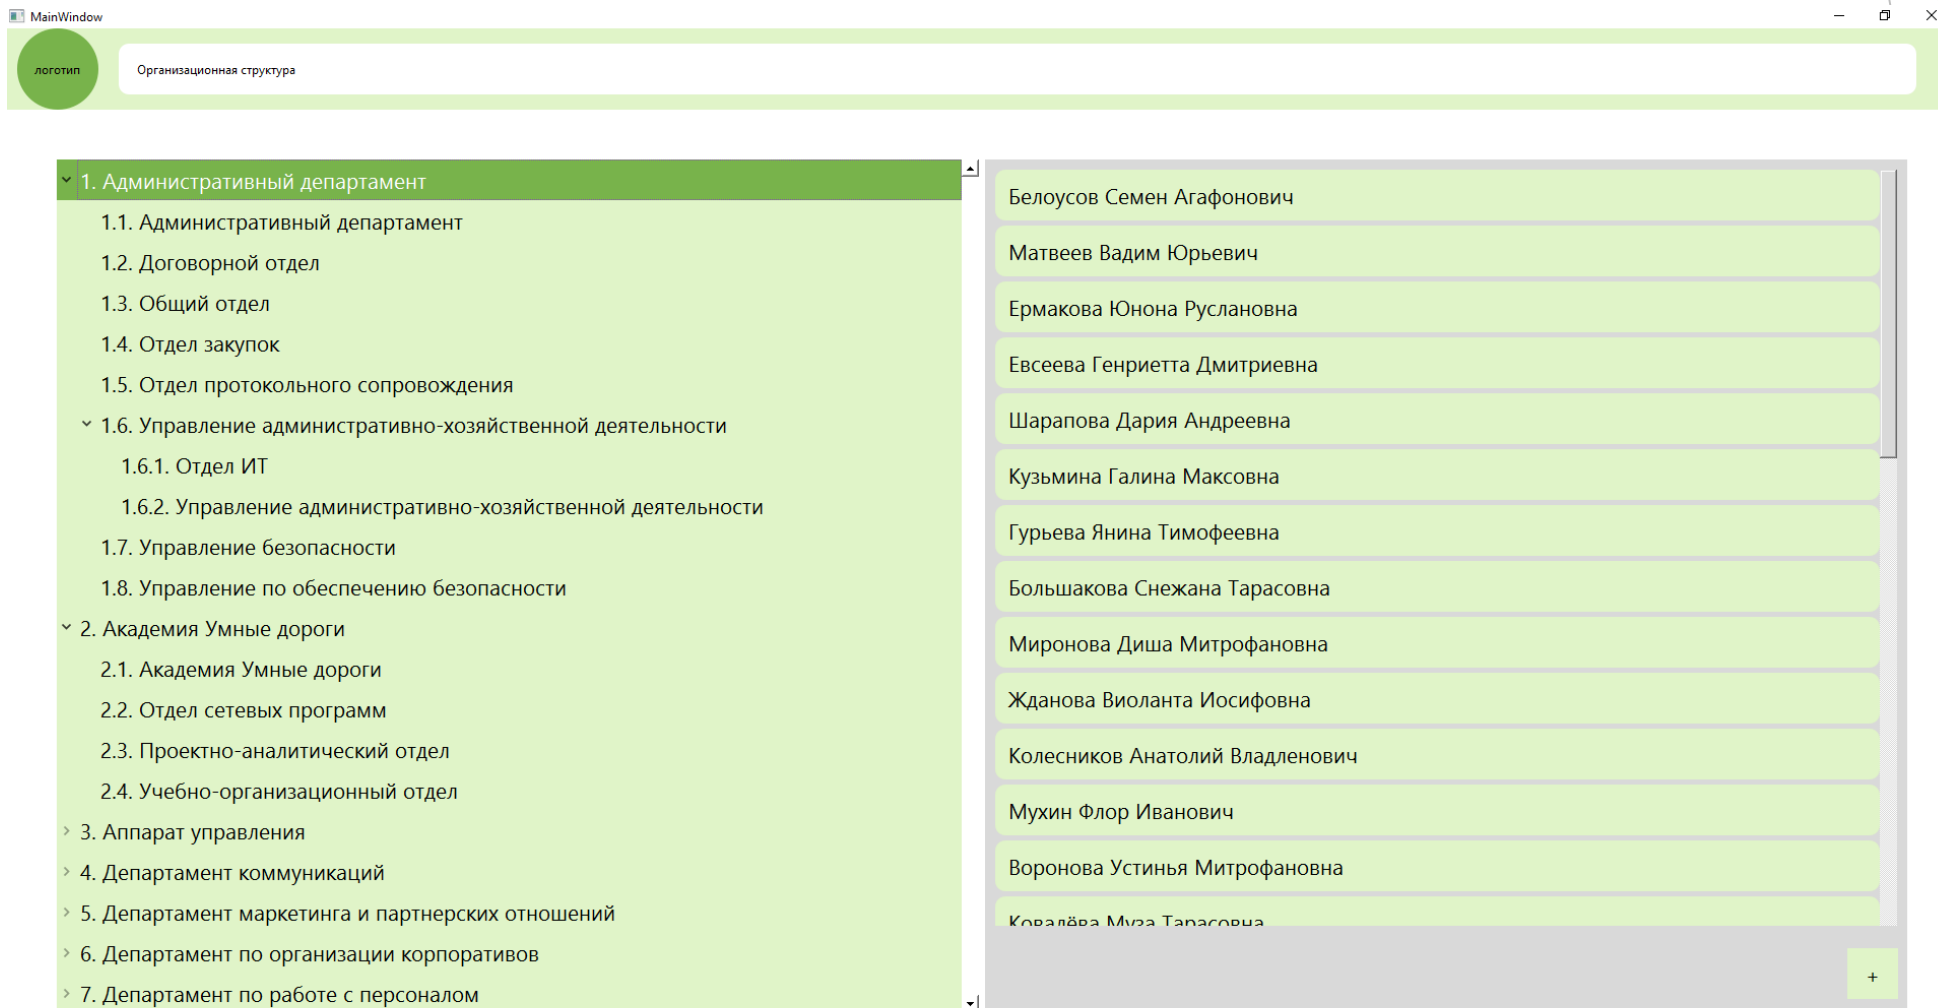 MainWindow
логотип
Организационная структура
1. Административный департамент
1.1. Административный департамент
1.2. Договорной отдел
1.3. Общий отдел
1.4. Отдел закупок
1.5. Отдел протокольного сопровождения
1.6. Управление административно-хозяйственной деятельности
1.6.1. Отдел ИТ
1.6.2. Управление административно-хозяйственной деятельности
1.7. Управление безопасности
1.8. Управление по обеспечению безопасности
2. Академия Умные дороги
2.1. Академия Умные дороги
2.2. Отдел сетевых программ
2.3. Проектно-аналитический отдел
2.4. Учебно-организационный отдел
3. Аппарат управления
4. Департамент коммуникаций
5. Департамент маркетинга и партнерских отношений
6. Департамент по организации корпоративов
7. Департамент по работе с персоналом
Белоусов Семен Агафонович
Матвеев Вадим Юрьевич
Ермакова Юнона Руслановна
Евсеева Генриетта Дмитриевна
Шарапова Дария Андреевна
Кузьмина Галина Максовна
Гурьева Янина Тимофеевна
Большакова Снежана Тарасовна
Миронова Диша Митрофановна
Жданова Виоланта Иосифовна
Колесников Анатолий Владленович
Мухин Флор Иванович
Воронова Устинья Митрофановна
Ковалёва Муза Тарасовна
+